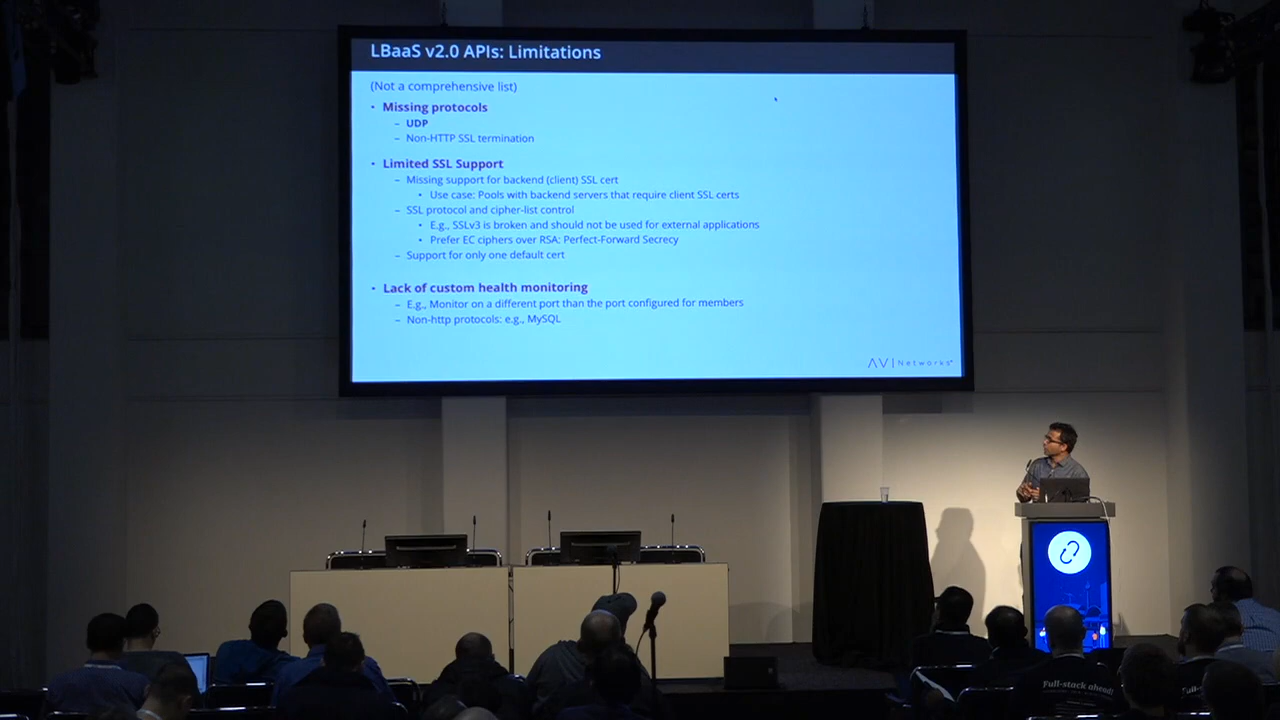 LBaaS v2.0 APIs: Limitations
(Not a comprehensive list)
• Missing protocols
– UDP
– Non-HTTP SSL termination
• Limited SSL Support
– Missing support for backend (client) SSL cert
• Use case: Pools with backend servers that require client SSL certs
– SSL protocol and cipher-list control
• E.g., SSLv3 is broken and should not be used for external applications
• Prefer EC ciphers over RSA: Perfect-Forward Secrecy
– Support for only one default cert
• Lack of custom health monitoring
– E.g., Monitor on a different port than the port configured for members
– Non-http protocols: e.g., MySQL
AVI Networks
Full-stack ahead!
Full-